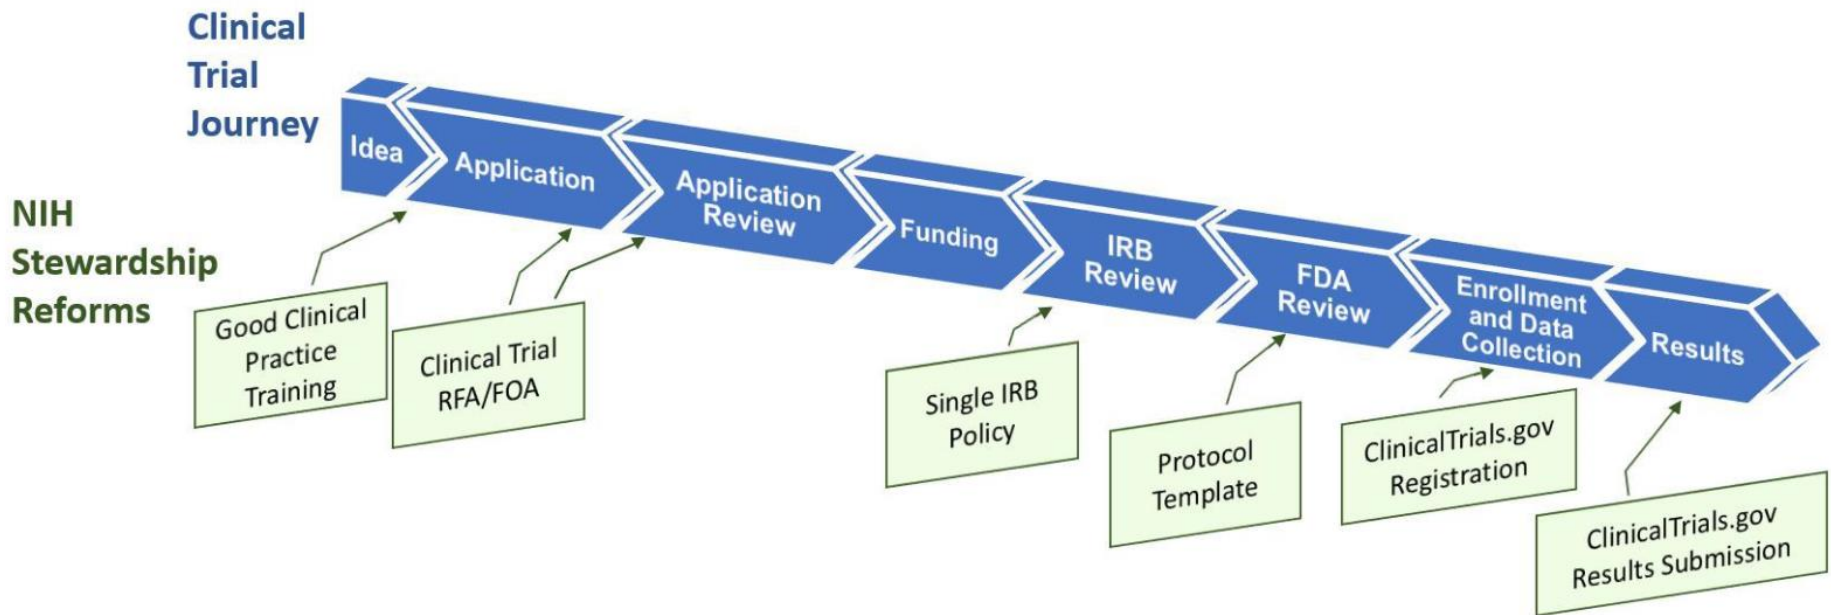 Clinical
Trial
Journey
Idea
Application
Application
Review
Funding
IRB
Review
FDA
Review
Enrollment
and Data
Collection
Results
NIH
Stewardship
Reforms
Good Clinical
Practice
Training
Clinical Trial
RFA/FOA
Single IRB
Policy
Protocol
Template
ClinicalTrials.gov
Registration
ClinicalTrials.gov
Results Submission